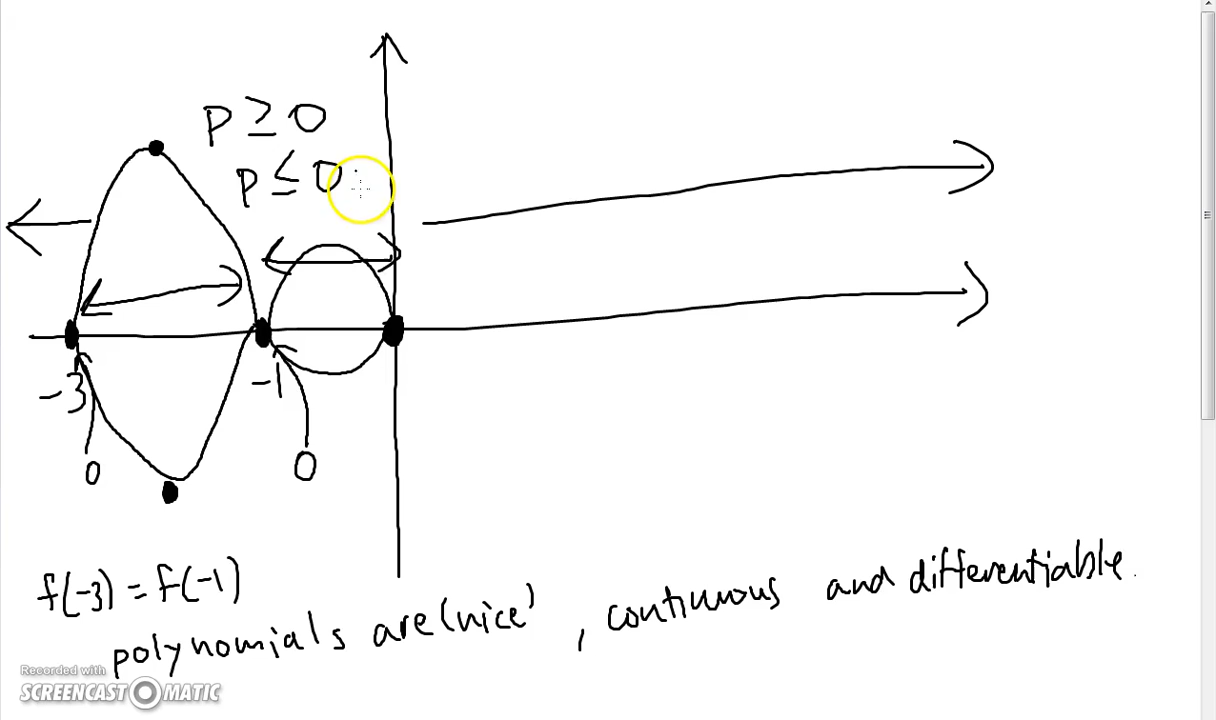 p ≥ 0
p ≤ 0
-3
-1
0
0
f(-3) = f(-1)
polynomials are 'nice', continuous and differentiable.
Recorded with
SCREENCAST MATIC